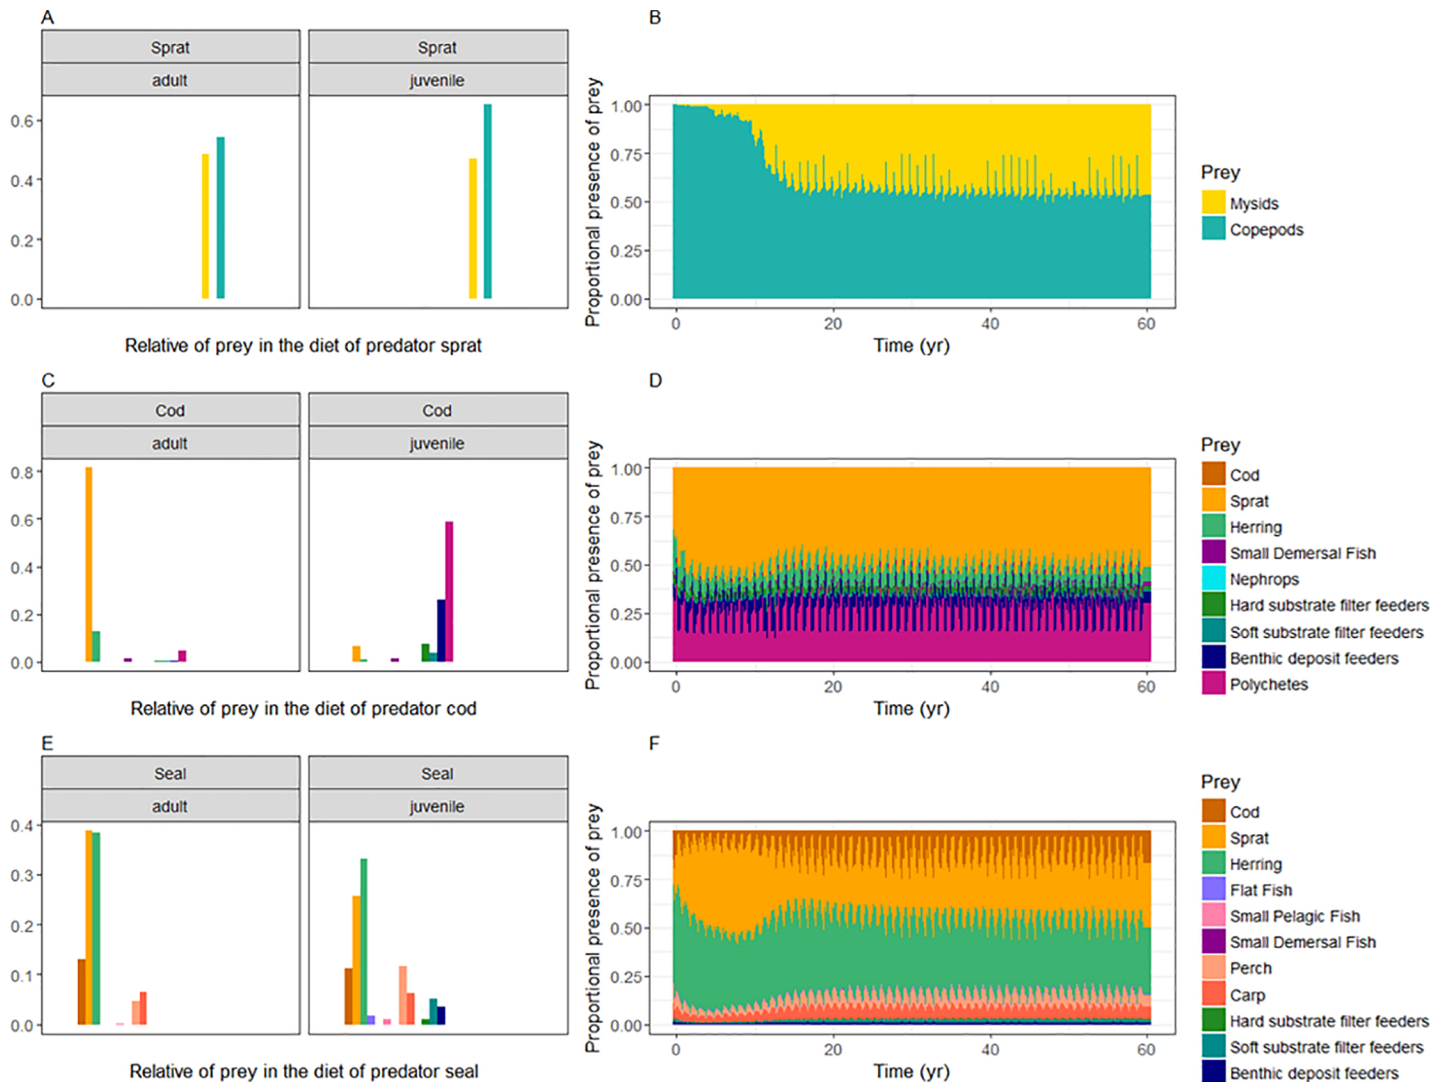 A
Sprat
Sprat
adult
juvenile
0.6
0.4
0.2
0.0
Relative of prey in the diet of predator sprat
B
Proportional presence of prey
1.00
0.75
0.50
0.25
0.00
0
20
40
60
Time (yr)
Prey
Mysids
Copepods
C
Cod
Cod
adult
juvenile
0.8
0.6
0.4
0.2
0.0
Relative of prey in the diet of predator cod
D
Proportional presence of prey
1.00
0.75
0.50
0.25
0.00
0
20
40
60
Time (yr)
Prey
Cod
Sprat
Herring
Small Demersal Fish
Nephrops
Hard substrate filter feeders
Soft substrate filter feeders
Benthic deposit feeders
Polychetes
E
Seal
Seal
adult
juvenile
0.4
0.3
0.2
0.1
0.0
Relative of prey in the diet of predator seal
F
Proportional presence of prey
1.00
0.75
0.50
0.25
0.00
0
20
40
60
Time (yr)
Prey
Cod
Sprat
Herring
Flat Fish
Small Pelagic Fish
Small Demersal Fish
Perch
Carp
Hard substrate filter feeders
Soft substrate filter feeders
Benthic deposit feeders